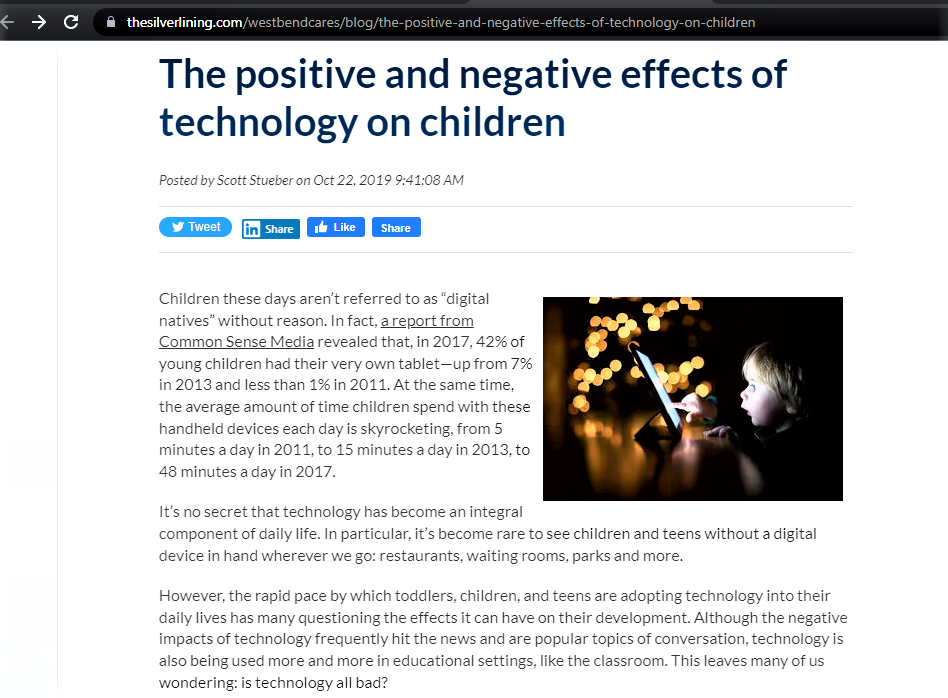 thesilverlining.com/westbendcares/blog/the-positive-and-negative-effects-of-technology-on-children
The positive and negative effects of
technology on children
Posted by Scott Stueber on Oct 22, 2019 9:41:08 AM
Tweet in Share Like Share
Children these days aren’t referred to as “digital
natives” without reason. In fact, a report from
Common Sense Media revealed that, in 2017, 42% of
young children had their very own tablet—up from 7%
in 2013 and less than 1% in 2011. At the same time,
the average amount of time children spend with these
handheld devices each day is skyrocketing, from 5
minutes a day in 2011, to 15 minutes a day in 2013, to
48 minutes a day in 2017.
It’s no secret that technology has become an integral
component of daily life. In particular, it’s become rare to see children and teens without a digital
device in hand wherever we go: restaurants, waiting rooms, parks and more.
However, the rapid pace by which toddlers, children, and teens are adopting technology into their
daily lives has many questioning the effects it can have on their development. Although the negative
impacts of technology frequently hit the news and are popular topics of conversation, technology is
also being used more and more in educational settings, like the classroom. This leaves many of us
wondering: is technology all bad?